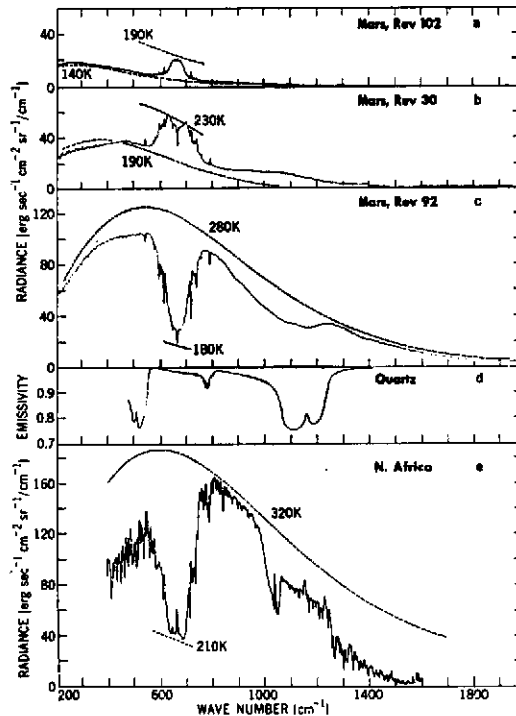 60
40
20
0
190K
140K
Mars, Rev 102 a
80
40
0
230K
190K
Mars, Rev 30 b
120
80
40
280K
180K
Mars, Rev 92 c
RADIANCE [erg sec⁻¹ cm⁻² sr⁻¹/cm⁻¹]
0
0.9
0.8
0.7
EMISSIVITY
Quartz d
160
120
80
40
0
320K
210K
N. Africa e
RADIANCE [erg sec⁻¹ cm⁻² sr⁻¹/cm⁻¹]
200 600 1000 1400 1800
WAVE NUMBER [cm⁻¹]